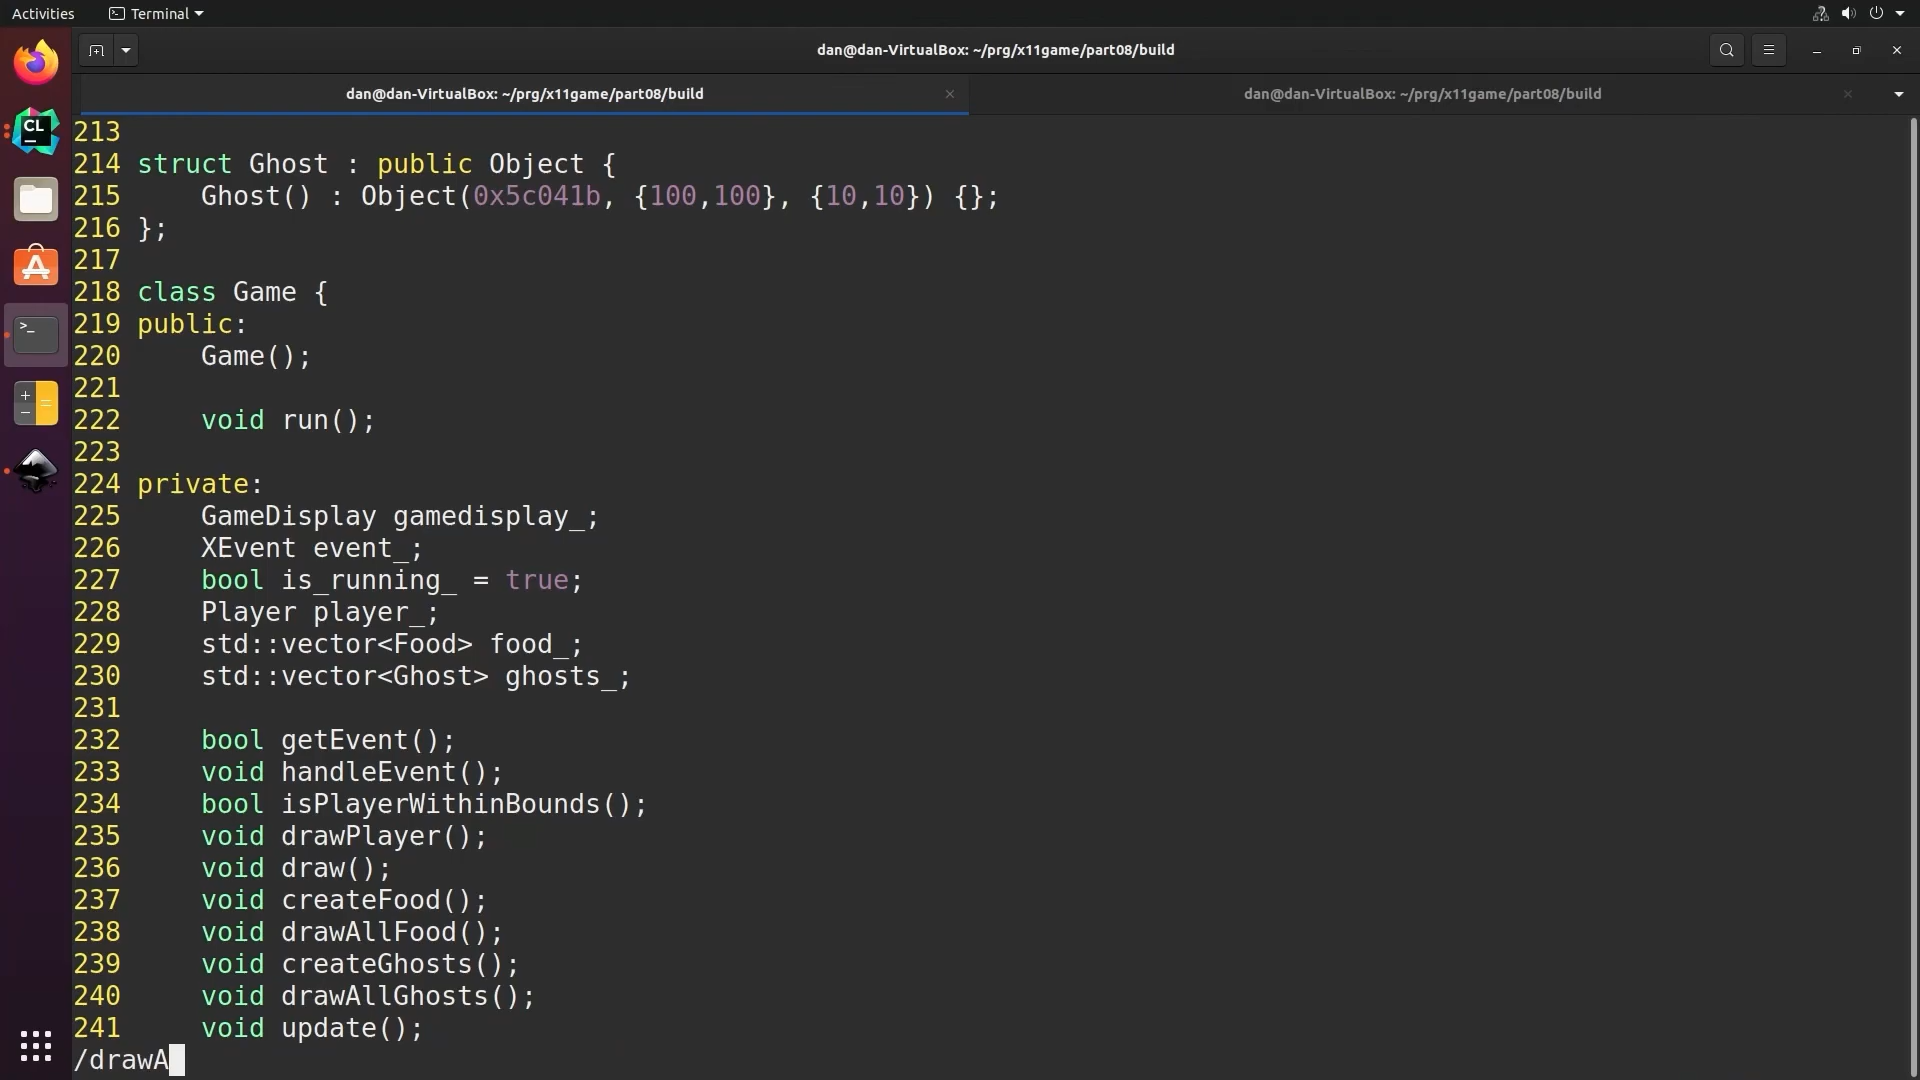 Activities
Terminal
dan@dan-VirtualBox: ~/prg/x11game/part08/build
dan@dan-VirtualBox: ~/prg/x11game/part08/build
dan@dan-VirtualBox: ~/prg/x11game/part08/build
213
214 struct Ghost : public Object {
215     Ghost() : Object(0x5c041b, {100,100}, {10,10}) {};
216 };
217
218 class Game {
219 public:
220     Game();
221
222     void run();
223
224 private:
225     GameDisplay gamedisplay_;
226     XEvent event_;
227     bool is_running_ = true;
228     Player player_;
229     std::vector<Food> food_;
230     std::vector<Ghost> ghosts_;
231
232     bool getEvent();
233     void handleEvent();
234     bool isPlayerWithinBounds();
235     void drawPlayer();
236     void draw();
237     void createFood();
238     void drawAllFood();
239     void createGhosts();
240     void drawAllGhosts();
241     void update();
/drawA
CL
>_